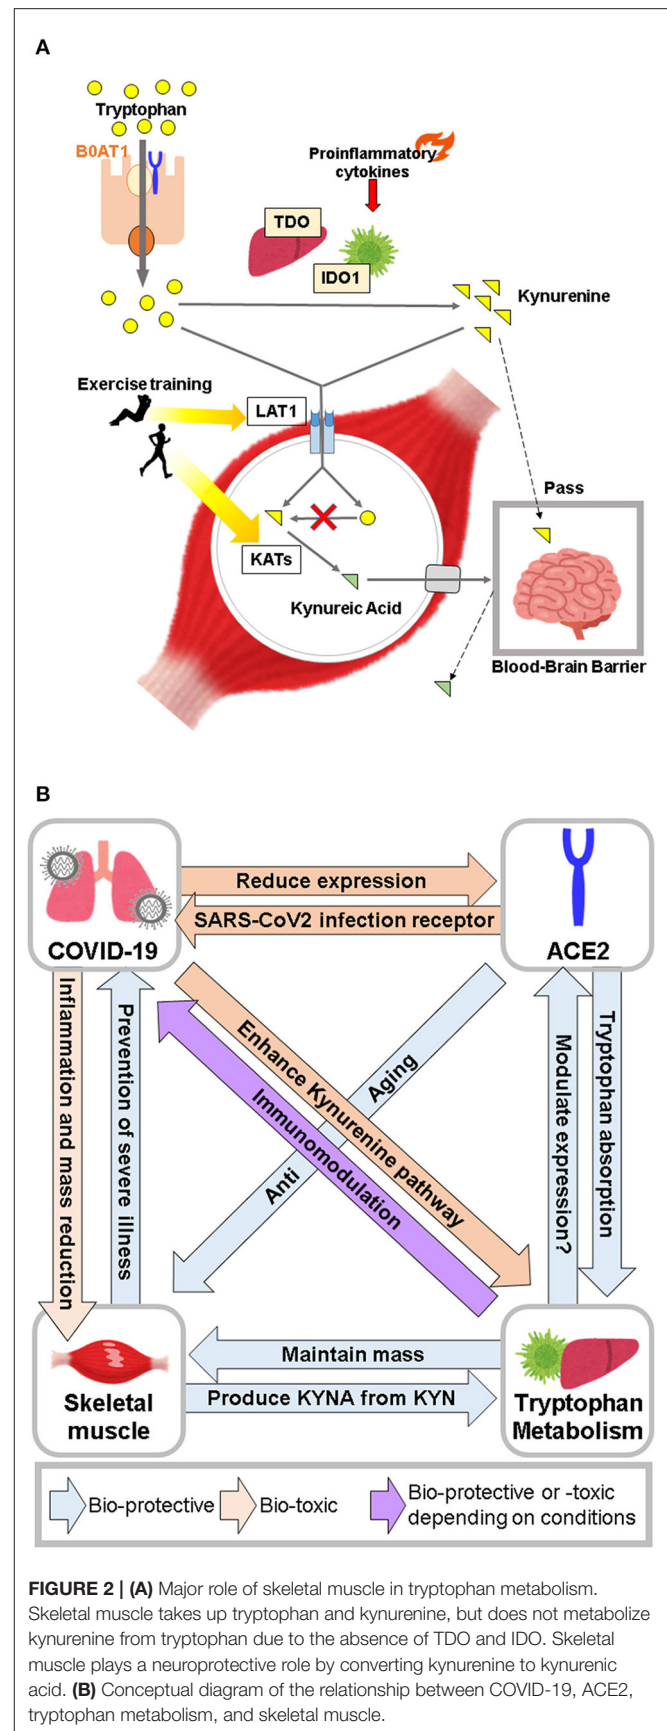 A
Tryptophan
B0AT1
Proinflammatory
cytokines
TDO
IDO1
Kynurenine
Exercise training
LAT1
Pass
KATs
Kynureic Acid
Blood-Brain Barrier
B
Reduce expression
SARS-CoV2 infection receptor
COVID-19
ACE2
Inflammation and mass reduction
Prevention of severe illness
Enhance Kynurenine pathway
Immunomodulation
Anti
Aging
Modulate expression?
Tryptophan absorption
Maintain mass
Produce KYNA from KYN
Skeletal
muscle
Tryptophan
Metabolism
Bio-protective
Bio-toxic
Bio-protective or -toxic
depending on conditions
FIGURE 2 | (A) Major role of skeletal muscle in tryptophan metabolism.
Skeletal muscle takes up tryptophan and kynurenine, but does not metabolize
kynurenine from tryptophan due to the absence of TDO and IDO. Skeletal
muscle plays a neuroprotective role by converting kynurenine to kynurenic
acid. (B) Conceptual diagram of the relationship between COVID-19, ACE2,
tryptophan metabolism, and skeletal muscle.